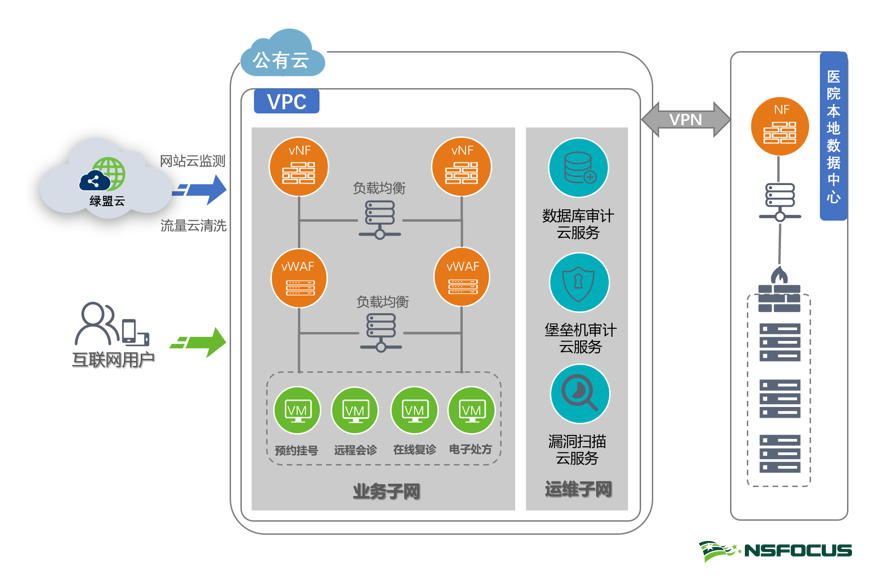 公有云
VPC
网站云监测
绿盟云
流量云清洗
互联网用户
vNF
vNF
负载均衡
vWAF
vWAF
负载均衡
VM
VM
VM
VM
预约挂号
远程会诊
在线复诊
电子处方
业务子网
数据库审计
云服务
堡垒机审计
云服务
漏洞扫描
云服务
运维子网
VPN
NF
医院本地数据中心
NSFOCUS